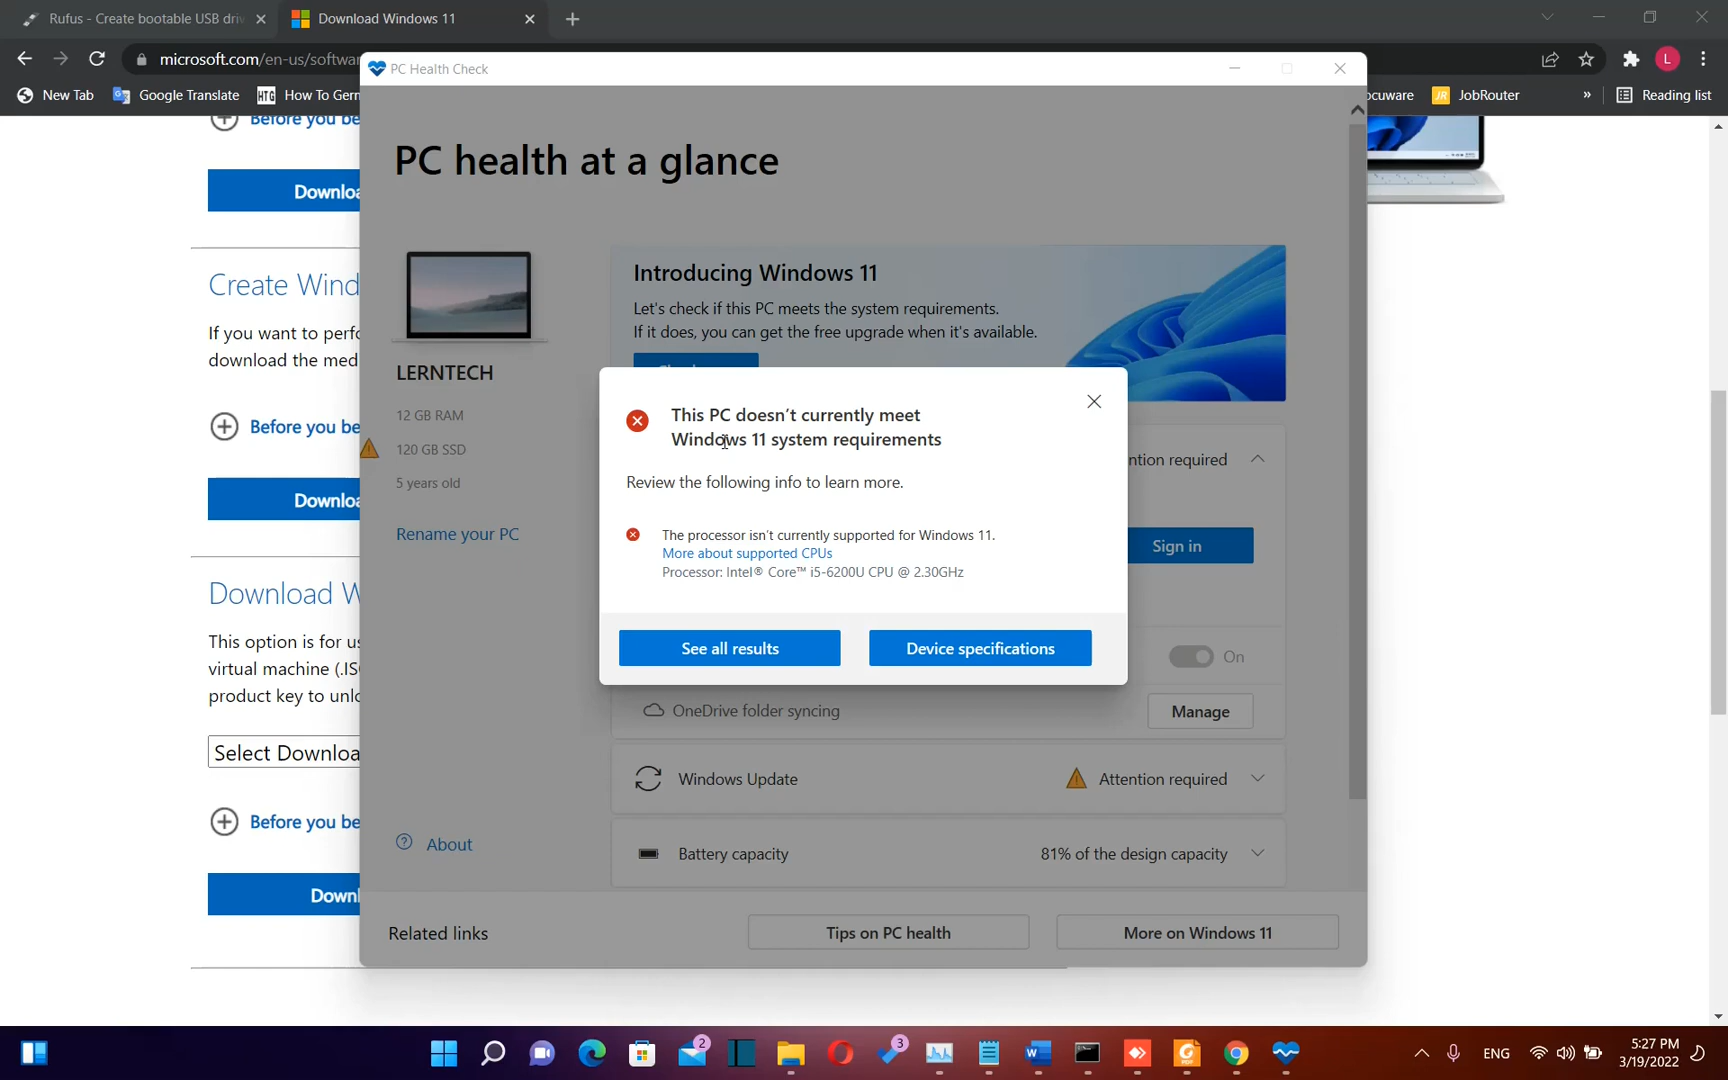 Rufus - Create bootable USB driv
Download Windows 11
microsoft.com/en-us/softwar
PC Health Check
New Tab
Google Translate
HTG
How To Gern
ocuware
JR
JobRouter
»
Reading list
L
Before you be
Downloa
Create Wind
If you want to perfo
download the med
Before you be
Downloa
Download W
This option is for us
virtual machine (.IS
product key to unlo
Select Downloa
Before you be
Downl
PC health at a glance
LERNTECH
12 GB RAM
120 GB SSD
5 years old
Rename your PC
About
Introducing Windows 11
Let's check if this PC meets the system requirements.
If it does, you can get the free upgrade when it's available.
This PC doesn't currently meet
Windows 11 system requirements
Review the following info to learn more.
The processor isn't currently supported for Windows 11.
More about supported CPUs
Processor: Intel® Core™ i5-6200U CPU @ 2.30GHz
See all results
Device specifications
ntion required
Sign in
On
OneDrive folder syncing
Manage
Windows Update
Attention required
Battery capacity
81% of the design capacity
Related links
Tips on PC health
More on Windows 11
2
3
ENG
5:27 PM
3/19/2022